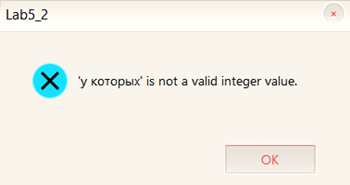 Lab5_2
'у которых' is not a valid integer value.
OK